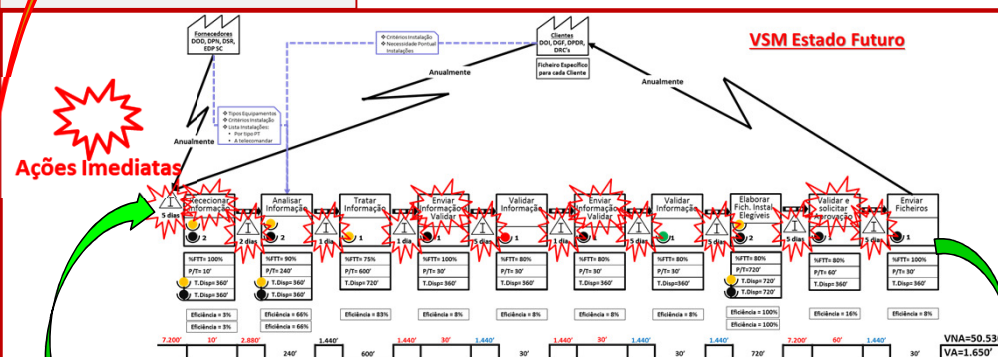 VSM Estado Futuro
Fornecedores
DOD, DPN, DSR,
EDP SC
❖ Critérios Instalação
❖ Necessidade Pontual
Instalações
Clientes
DOI, DGF, DPDR,
DRC's
Ficheiro Específico
para cada Cliente
Anualmente
Anualmente
Anualmente
❖ Tipos Equipamentos
❖ Critérios Instalação
❖ Lista Instalações:
• Por tipo PT
• A telecomandar
Ações Imediatas
I
5 dias
Rececionar
Informação
2
%FTT= 100%
P/T= 10'
T.Disp= 360'
T.Disp= 360'
Eficiência = 3%
Eficiência = 3%
I
2 dias
Analisar
Informação
2
%FTT= 90%
P/T= 240'
T.Disp= 360'
T.Disp= 360'
Eficiência = 66%
Eficiência = 66%
I
1 dia
Tratar
Informação
1
%FTT= 75%
P/T= 600'
T.Disp= 720'
Eficiência = 83%
I
1 dia
Enviar
Informação
Validar
1
%FTT= 100%
P/T= 30'
T.Disp= 360'
Eficiência = 8%
I
5 dias
Validar
Informação
1
%FTT= 80%
P/T= 30'
T.Disp= 360'
Eficiência = 8%
I
1 dia
Enviar
Informação
Validar
1
%FTT= 80%
P/T= 30'
T.Disp= 360'
Eficiência = 8%
I
5 dias
Validar
Informação
1
%FTT= 80%
P/T= 30'
T.Disp=360'
Eficiência = 8%
I
5 dias
Elaborar
Fich. Instal
Elegíveis
2
%FTT= 80%
P/T=720'
T.Disp= 720'
T.Disp= 720'
Eficiência = 100%
Eficiência = 100%
I
5 dias
Validar e
solicitar
Aprovação
1
%FTT= 80%
P/T= 60'
T.Disp= 360'
Eficiência = 16%
I
5 dias
Enviar
Ficheiros
1
%FTT= 100%
P/T= 30'
T.Disp= 360'
Eficiência = 8%
7.200' 10' 2.880' 1.440' 1.440' 30' 1.440' 1.440' 30' 1.440' 1.440' 7.200' 60' 1.440' VNA=50.53
240' 600' 30' 30' 720' 30' VA=1.650'